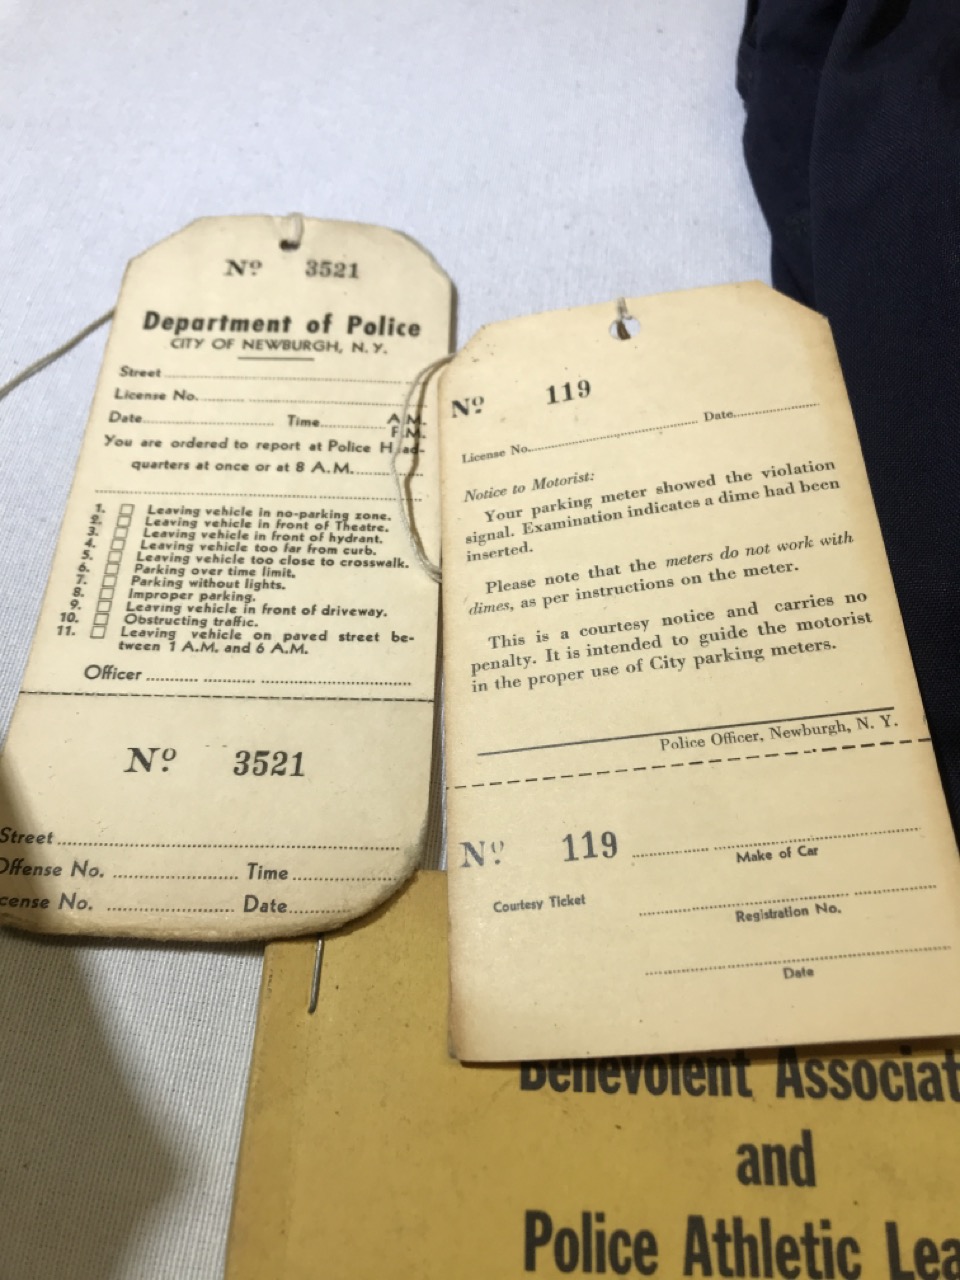 Nº 3521
Department of Police
CITY OF NEWBURGH, N. Y.
Street
License No.
Date Time A.M.
P.M.
You are ordered to report at Police Head-
quarters at once or at 8 A.M.
1. Leaving vehicle in no-parking zone.
2. Leaving vehicle in front of Theatre.
3. Leaving vehicle in front of hydrant.
4. Leaving vehicle too far from curb.
5. Leaving vehicle too close to crosswalk.
6. Parking over time limit.
7. Parking without lights.
8. Improper parking.
9. Leaving vehicle in front of driveway.
10. Obstructing traffic.
11. Leaving vehicle on paved street be-
tween 1 A.M. and 6 A.M.
Officer
Nº 3521
Street
Offense No. Time
cense No. Date
Nº 119
License No. Date
Notice to Motorist:
Your parking meter showed the violation
signal. Examination indicates a dime had been
inserted.
Please note that the meters do not work with
dimes, as per instructions on the meter.
This is a courtesy notice and carries no
penalty. It is intended to guide the motorist
in the proper use of City parking meters.
Police Officer, Newburgh, N. Y.
Nº 119
Make of Car
Courtesy Ticket
Registration No.
Date
Benevolent Associat
and
Police Athletic Lea